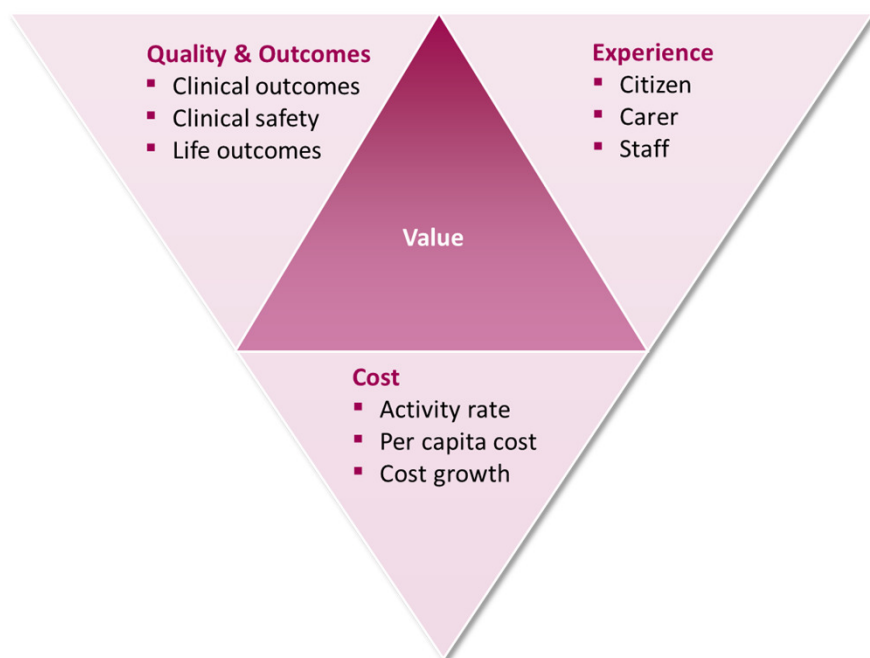 Quality & Outcomes
▪ Clinical outcomes
▪ Clinical safety
▪ Life outcomes
Experience
▪ Citizen
▪ Carer
▪ Staff
Value
Cost
▪ Activity rate
▪ Per capita cost
▪ Cost growth